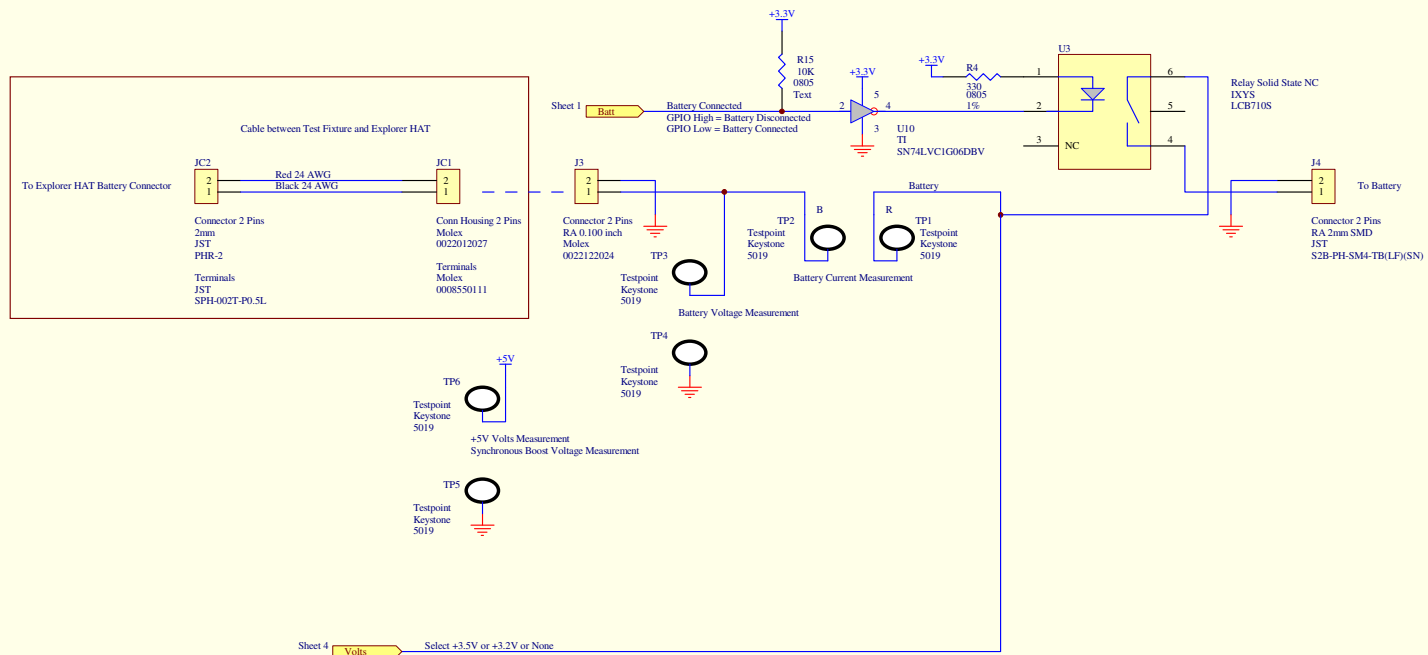 +3.3V
R15
10K
0805
Text
+3.3V
5
2
4
3
U10
TI
SN74LVC1G06DBV
+3.3V
R4
330
0805
1%
U3
1
2
3
NC
6
5
4
Relay Solid State NC
IXYS
LCB710S
Sheet 1
Batt
Battery Connected
GPIO High = Battery Disconnected
GPIO Low = Battery Connected
Cable between Test Fixture and Explorer HAT
To Explorer HAT Battery Connector
JC2
2
1
Red 24 AWG
Black 24 AWG
JC1
2
1
Connector 2 Pins
2mm
JST
PHR-2
Terminals
JST
SPH-002T-P0.5L
Conn Housing 2 Pins
Molex
0022012027
Terminals
Molex
0008550111
J3
2
1
Connector 2 Pins
RA 0.100 inch
Molex
0022122024
TP2
B
Testpoint
Keystone
5019
Battery
R
TP1
Testpoint
Keystone
5019
Battery Current Measurement
J4
2
1
To Battery
Connector 2 Pins
RA 2mm SMD
JST
S2B-PH-SM4-TB(LF)(SN)
TP3
Testpoint
Keystone
5019
Battery Voltage Measurement
TP4
Testpoint
Keystone
5019
+5V
TP6
Testpoint
Keystone
5019
+5V Volts Measurement
Synchronous Boost Voltage Measurement
TP5
Testpoint
Keystone
5019
Sheet 4
Volts
Select +3.5V or +3.2V or None